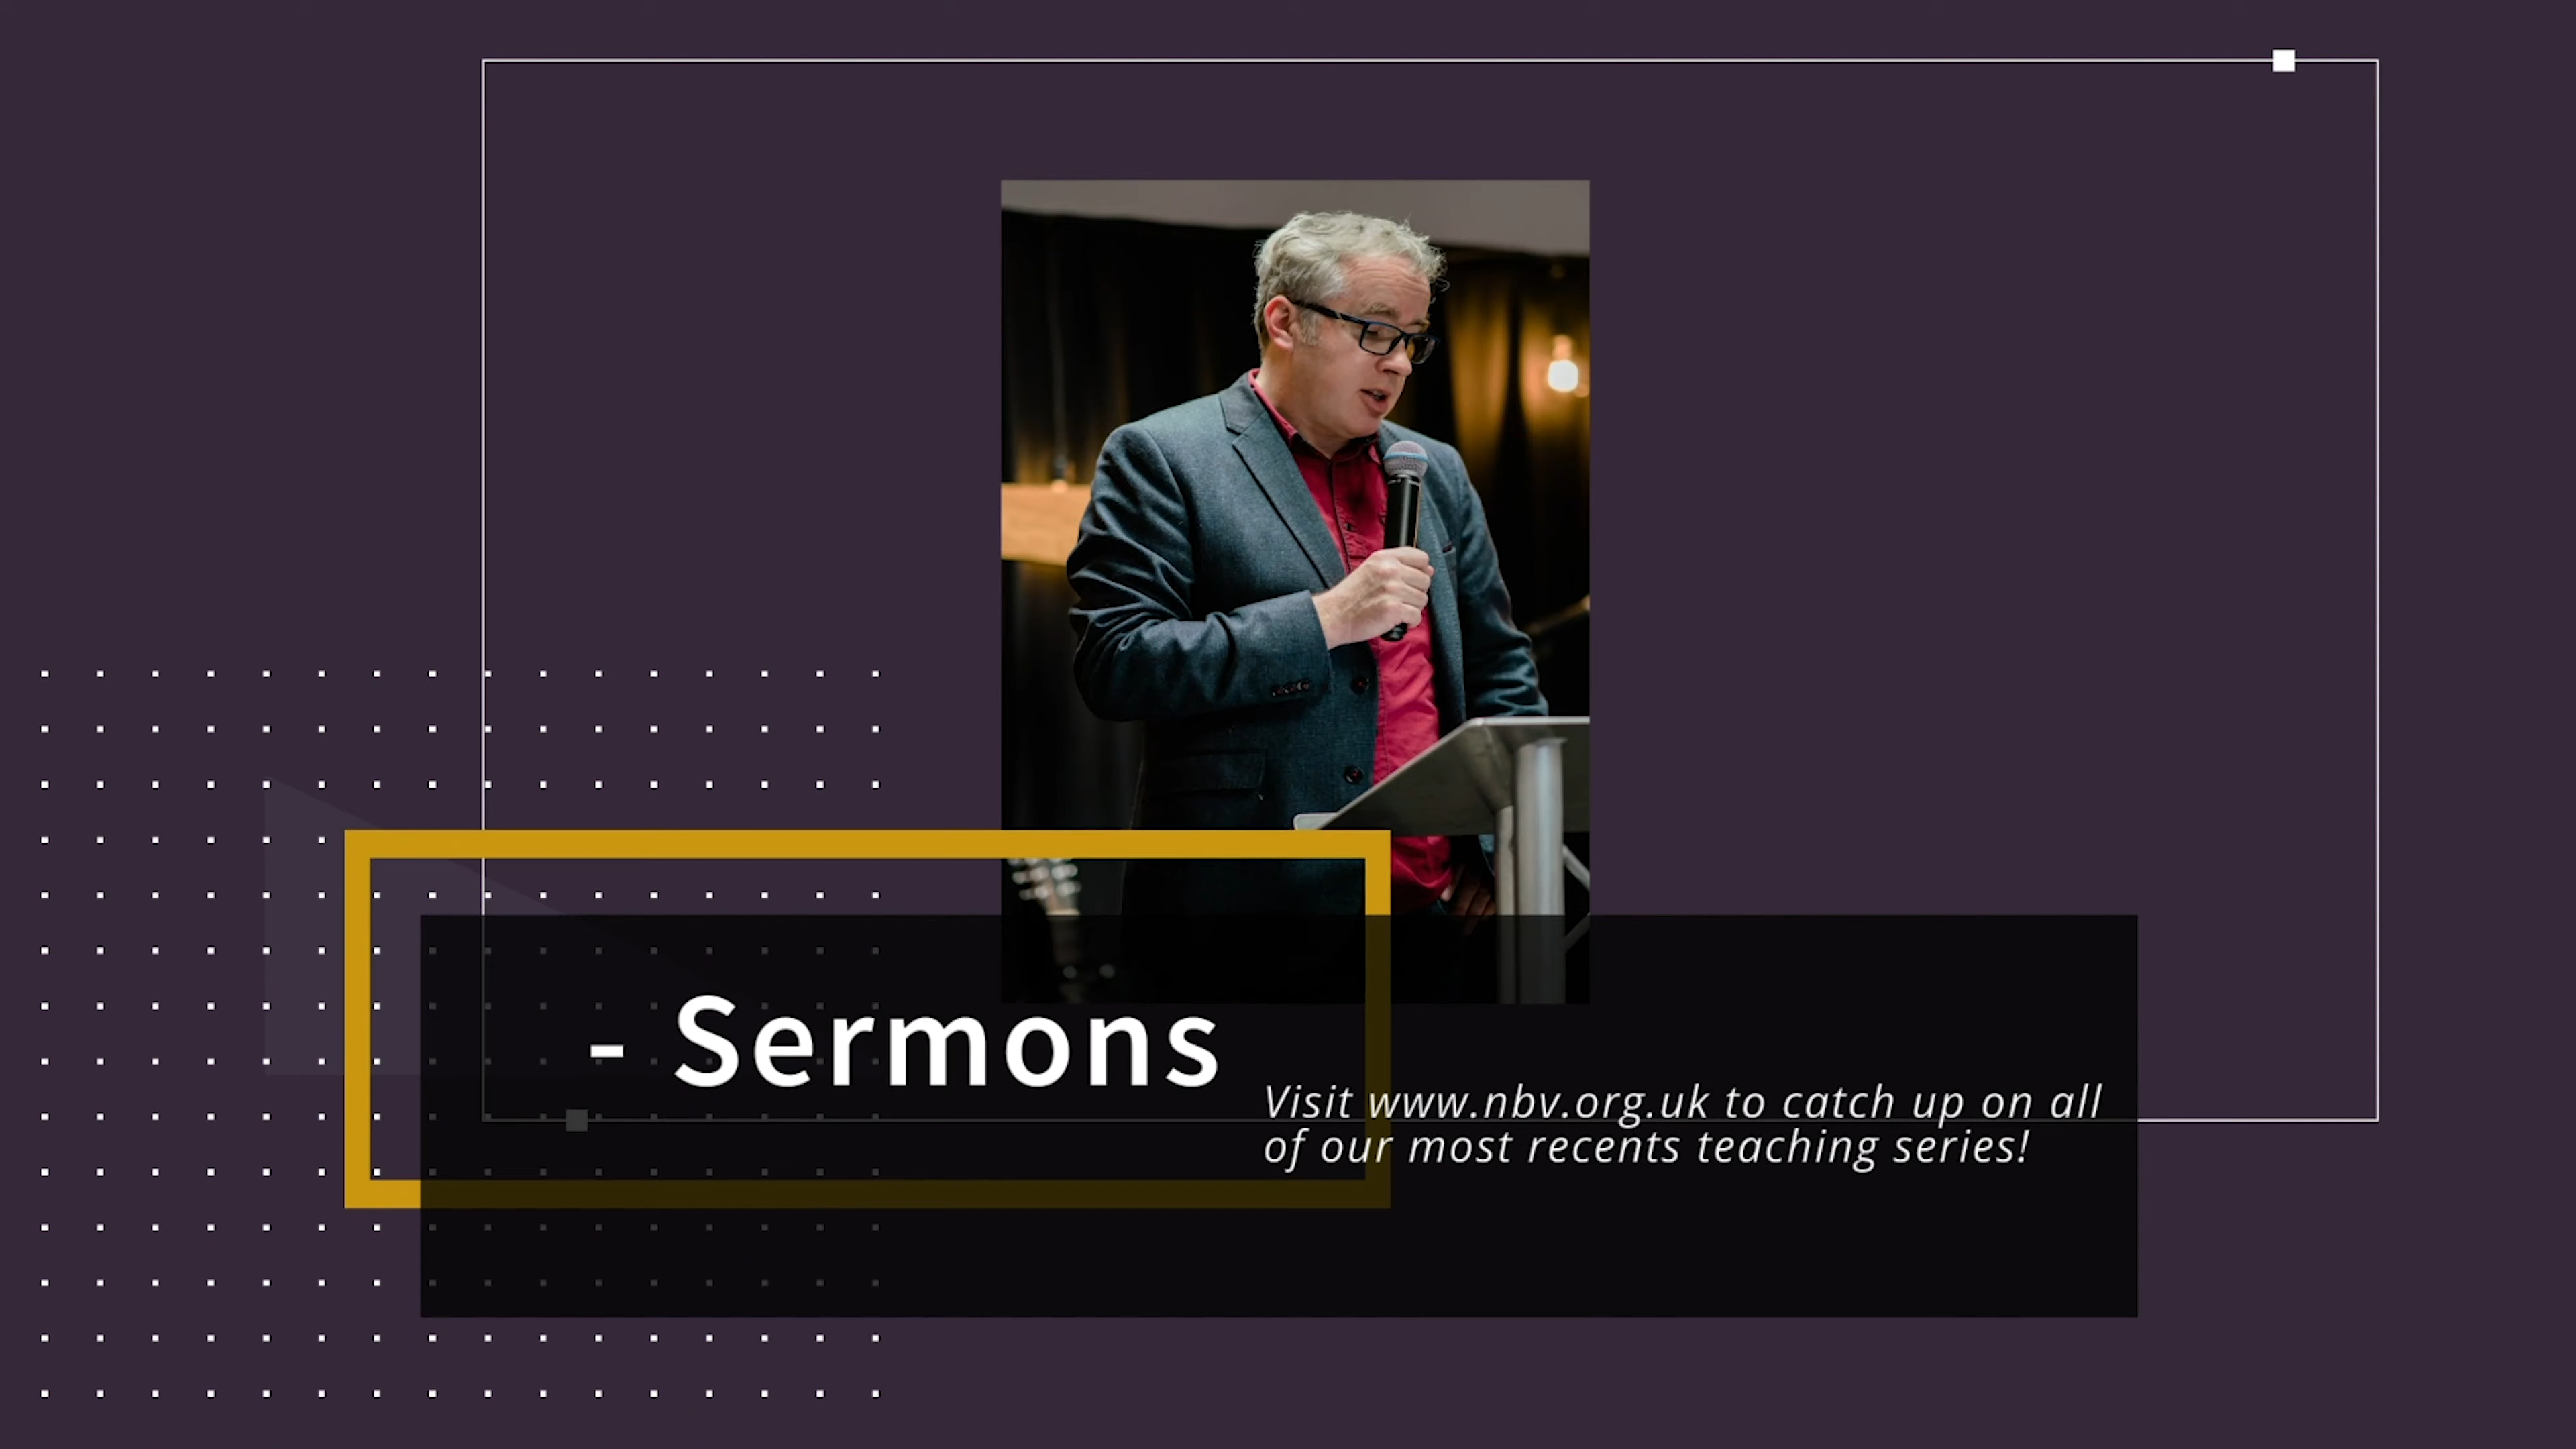 - Sermons
Visit www.nbv.org.uk to catch up on all
of our most recents teaching series!